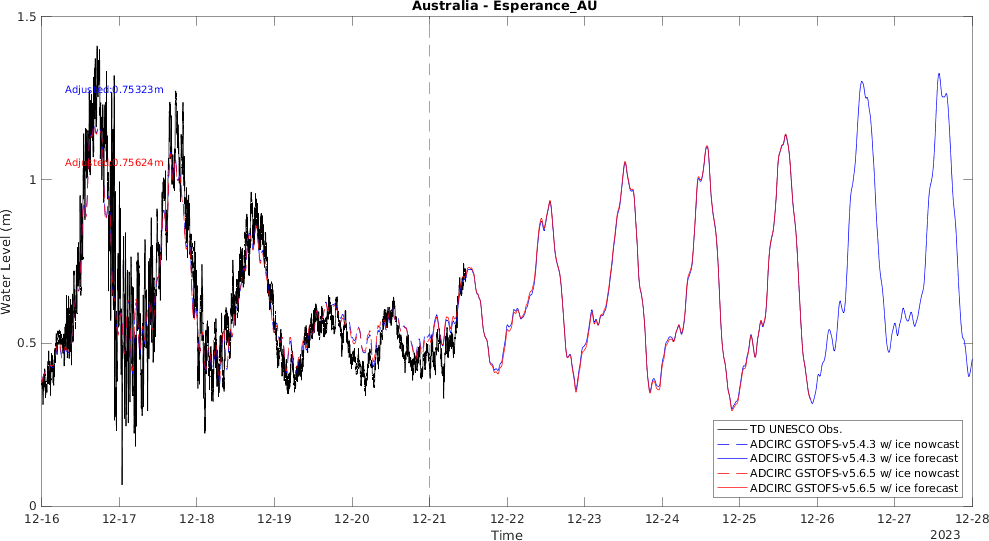 Australia - Esperance_AU
1.5
1
0.5
0
Water Level (m)
Adjusted:0.75323m
Adjusted:0.75624m
TD UNESCO Obs.
ADCIRC GSTOFS-v5.4.3 w/ ice nowcast
ADCIRC GSTOFS-v5.4.3 w/ ice forecast
ADCIRC GSTOFS-v5.6.5 w/ ice nowcast
ADCIRC GSTOFS-v5.6.5 w/ ice forecast
12-16 12-17 12-18 12-19 12-20 12-21 12-22 12-23 12-24 12-25 12-26 12-27 12-28
Time
2023